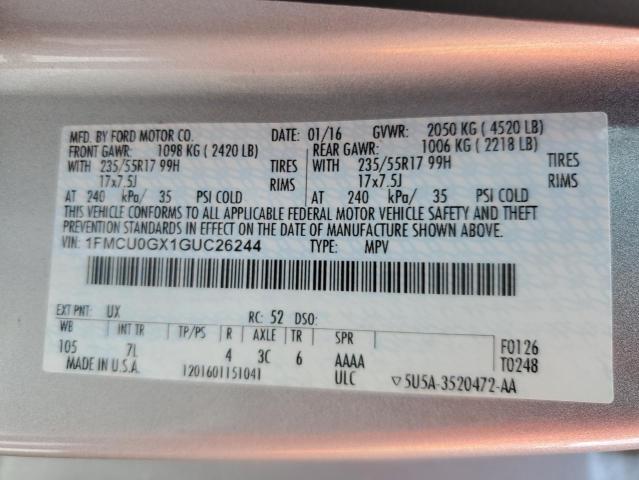 MFD. BY FORD MOTOR CO. DATE: 01/16 GVWR: 2050 KG ( 4520 LB)
FRONT GAWR: 1098 KG ( 2420 LB) REAR GAWR: 1006 KG ( 2218 LB)
WITH 235/55R17 99H TIRES WITH 235/55R17 99H TIRES
17x7.5J RIMS 17x7.5J RIMS
AT 240 kPa/ 35 PSI COLD AT 240 kPa/ 35 PSI COLD
THIS VEHICLE CONFORMS TO ALL APPLICABLE FEDERAL MOTOR VEHICLE SAFETY AND THEFT
PREVENTION STANDARDS IN EFFECT ON THE DATE OF MANUFACTURE SHOWN ABOVE.
VIN: 1FMCU0GX1GUC26244 TYPE: MPV
EXT PNT: UX RC: 52 DSO:
WB INT TR TP/PS R AXLE TR SPR F0126
105 7L 4 3C 6 AAAA T0248
MADE IN U.S.A. 1201601151041 ULC ▽5U5A-3520472-AA